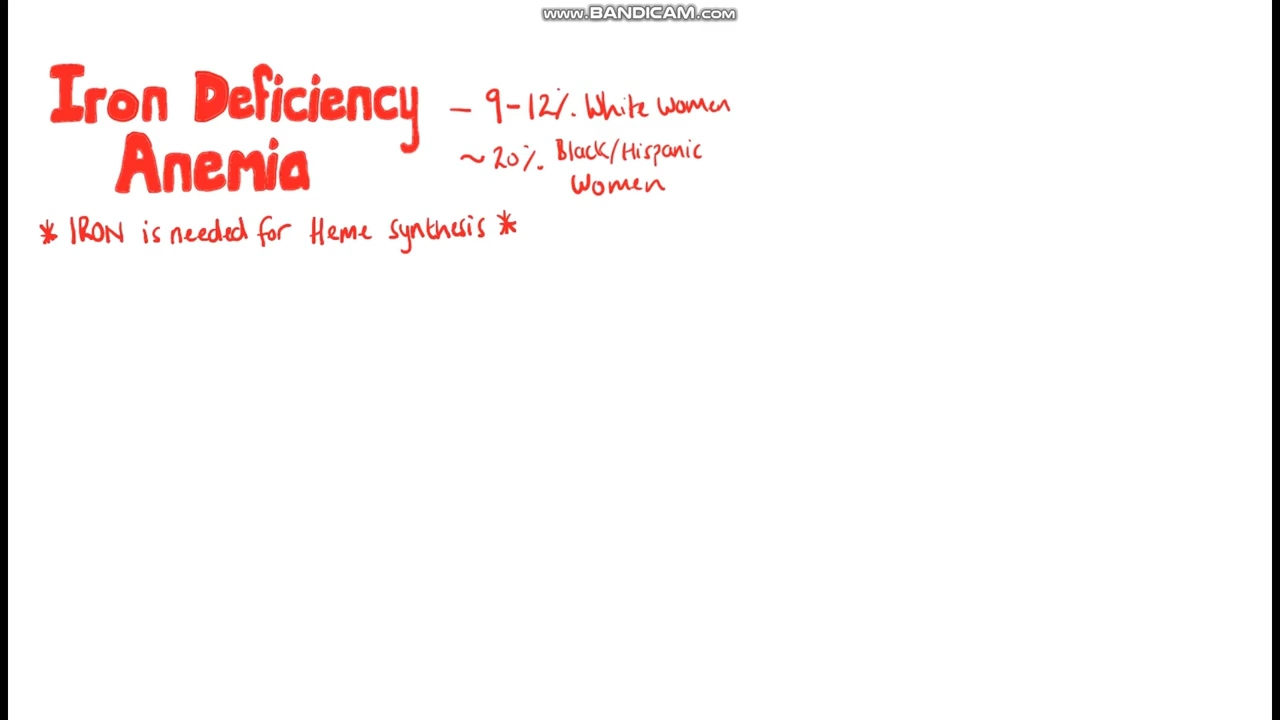 www.BANDICAM.com
Iron Deficiency
Anemia
- 9-12% White Women
~20% Black/Hispanic
Women
* IRON is needed for Heme synthesis *